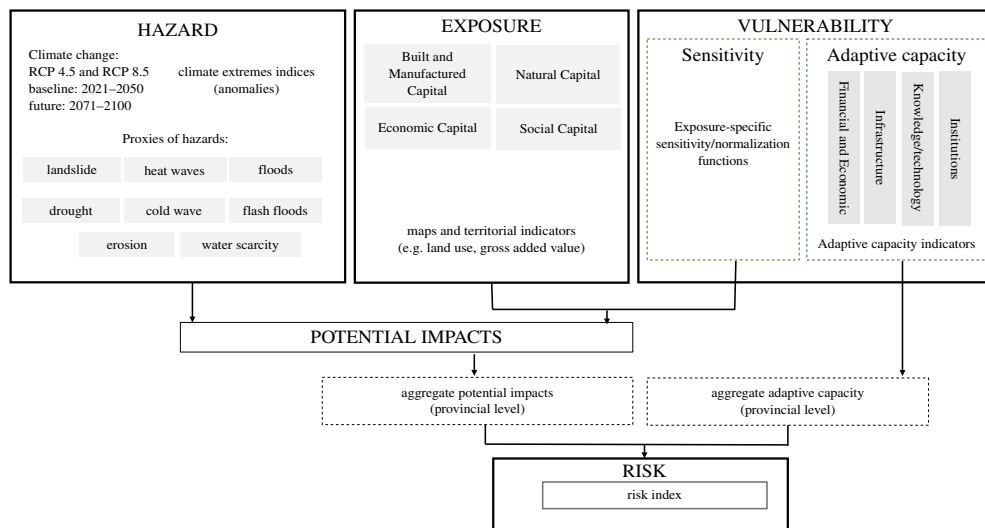 HAZARD
Climate change:
RCP 4.5 and RCP 8.5
baseline: 2021–2050
future: 2071–2100
climate extremes indices
(anomalies)
Proxies of hazards:
landslide
heat waves
floods
drought
cold wave
flash floods
erosion
water scarcity
EXPOSURE
Built and
Manufactured
Capital
Natural Capital
Economic Capital
Social Capital
maps and territorial indicators
(e.g. land use, gross added value)
VULNERABILITY
Sensitivity
Exposure-specific
sensitivity/normalization
functions
Adaptive capacity
Financial and Economic
Infrastructure
Knowledge/technology
Institutions
Adaptive capacity indicators
POTENTIAL IMPACTS
aggregate potential impacts
(provincial level)
aggregate adaptive capacity
(provincial level)
RISK
risk index